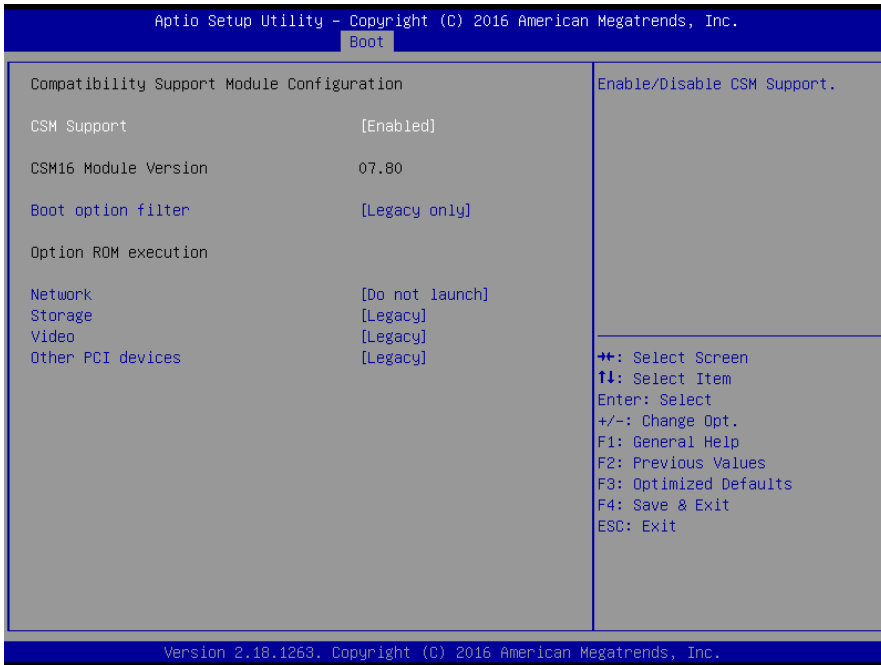 Aptio Setup Utility – Copyright (C) 2016 American Megatrends, Inc.
Boot
Compatibility Support Module Configuration
CSM Support [Enabled]
CSM16 Module Version 07.80
Boot option filter [Legacy only]
Option ROM execution
Network [Do not launch]
Storage [Legacy]
Video [Legacy]
Other PCI devices [Legacy]
Enable/Disable CSM Support.
→←: Select Screen
↑↓: Select Item
Enter: Select
+/-: Change Opt.
F1: General Help
F2: Previous Values
F3: Optimized Defaults
F4: Save & Exit
ESC: Exit
Version 2.18.1263. Copyright (C) 2016 American Megatrends, Inc.